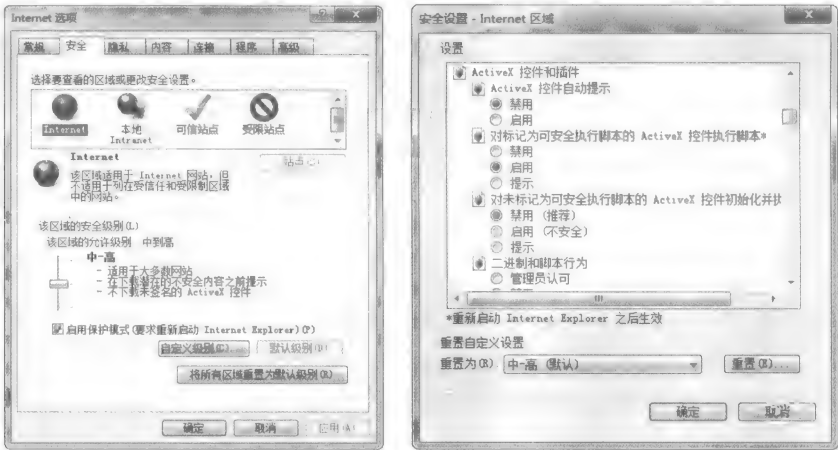 Internet 选项
常规 安全 隐私 内容 连接 程序 高级
选择要查看的区域或更改安全设置。
Internet 本地 Intranet 可信站点 受限站点
Internet
站点(S)
该区域适用于 Internet 网站，但
不适用于列在受信任和受限制区域
中的网站。
该区域的安全级别(L)
该区域的允许级别 中到高
中-高
- 适用于大多数网站
- 在下载潜在的不安全内容之前提示
- 不下载未签名的 ActiveX 控件
启用保护模式(要求重新启动 Internet Explorer)(P)
自定义级别(C)... 默认级别(D)
将所有区域重置为默认级别(R)
确定 取消 应用(A)
安全设置 - Internet 区域
设置
ActiveX 控件和插件
ActiveX 控件自动提示
禁用
启用
对标记为可安全执行脚本的 ActiveX 控件执行脚本*
禁用
启用
提示
对未标记为可安全执行脚本的 ActiveX 控件初始化并执
禁用 (推荐)
启用 (不安全)
提示
二进制和脚本行为
管理员认可
*重新启动 Internet Explorer 之后生效
重置自定义设置
重置为(R) 中-高 (默认) 重置(E)...
确定 取消